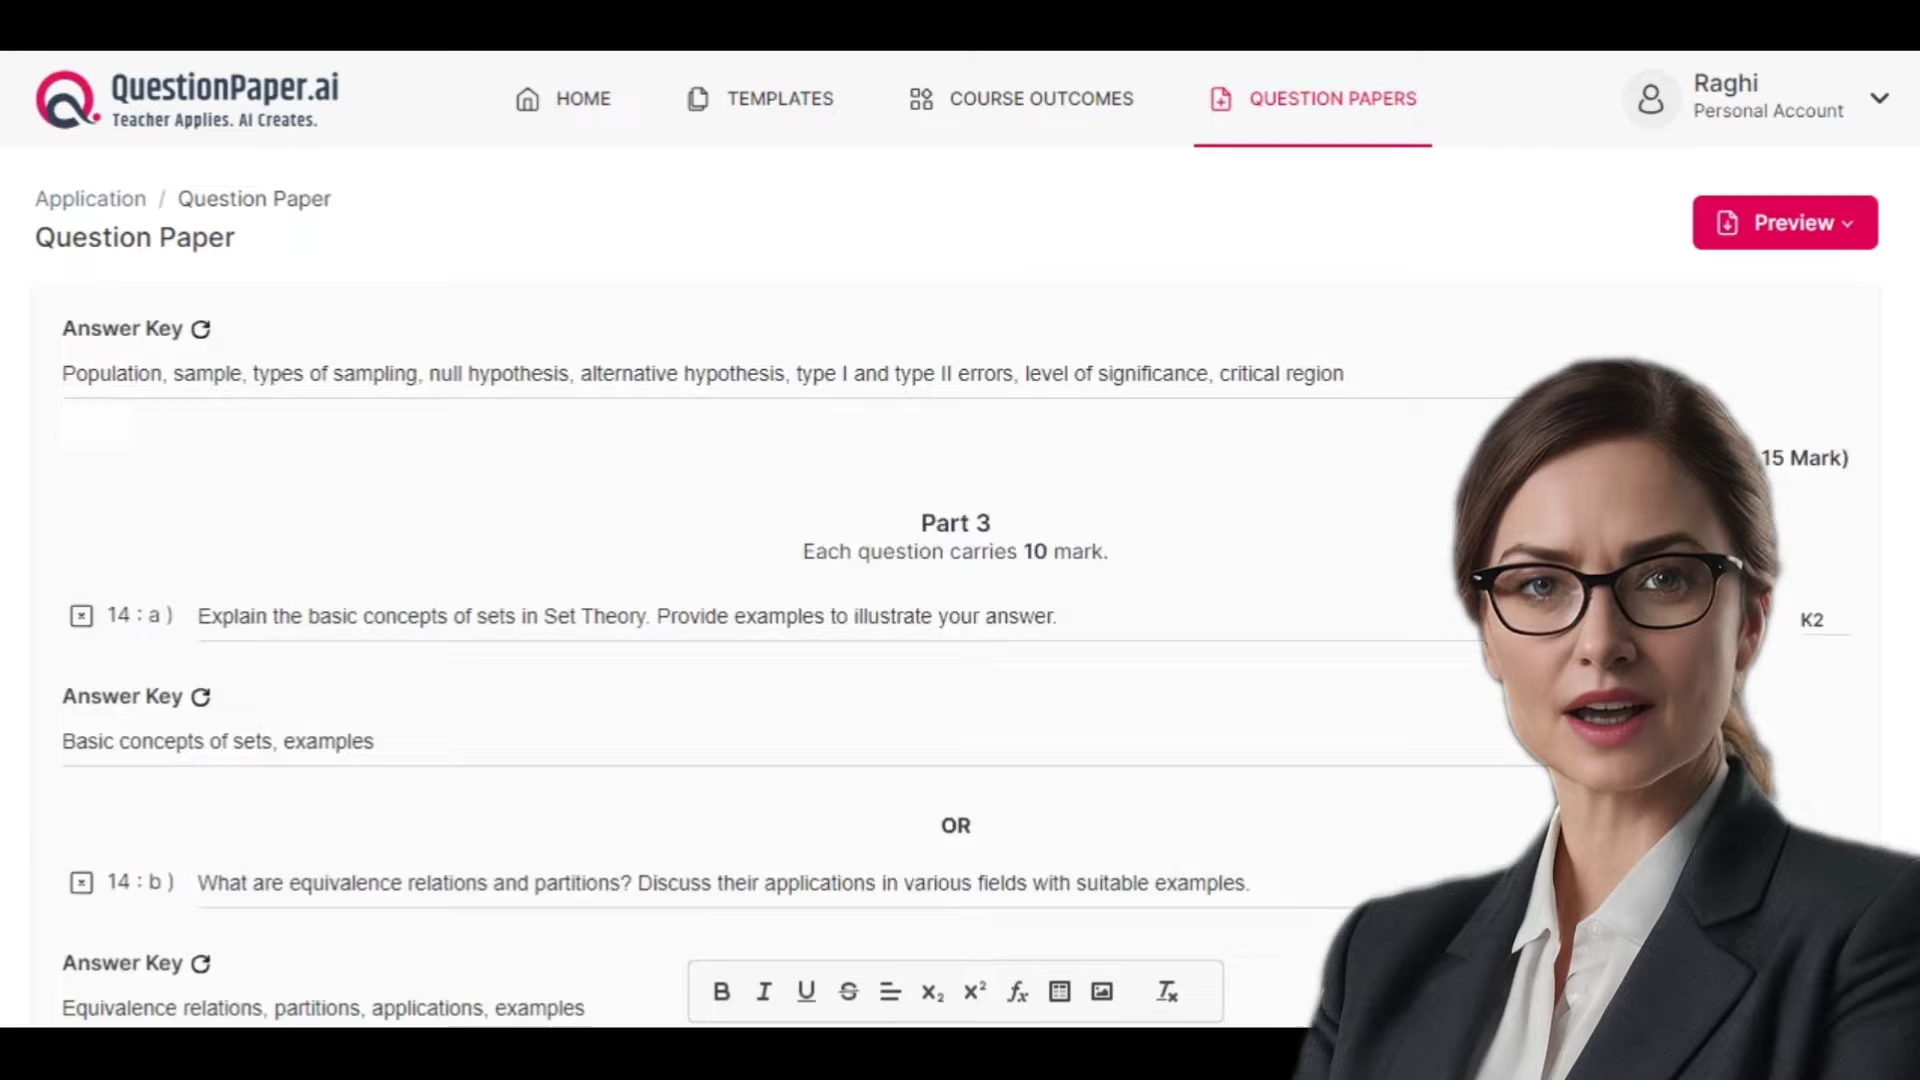 QuestionPaper.ai
Teacher Applies. AI Creates.
HOME
TEMPLATES
COURSE OUTCOMES
QUESTION PAPERS
Raghi
Personal Account
Application / Question Paper
Question Paper
Preview
Answer Key
Population, sample, types of sampling, null hypothesis, alternative hypothesis, type I and type II errors, level of significance, critical region
15 Mark)
Part 3
Each question carries 10 mark.
14 : a ) Explain the basic concepts of sets in Set Theory. Provide examples to illustrate your answer.
K2
Answer Key
Basic concepts of sets, examples
OR
14 : b ) What are equivalence relations and partitions? Discuss their applications in various fields with suitable examples.
Answer Key
Equivalence relations, partitions, applications, examples